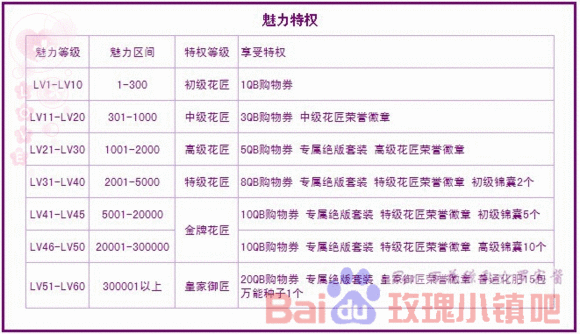 魅力特权
魅力等级 魅力区间 特权等级 享受特权
LV1-LV10 1-300 初级花匠 1QB购物券
LV11-LV20 301-1000 中级花匠 3QB购物券 中级花匠荣誉徽章
LV21-LV30 1001-2000 高级花匠 5QB购物券 专属绝版套装 高级花匠荣誉徽章
LV31-LV40 2001-5000 特级花匠 8QB购物券 专属绝版套装 特级花匠荣誉徽章 初级锦囊2个
LV41-LV45 5001-20000 金牌花匠 10QB购物券 专属绝版套装 特级花匠荣誉徽章 初级锦囊5个
LV46-LV50 20001-300000 10QB购物券 专属绝版套装 特级花匠荣誉徽章 高级锦囊10个
LV51-LV60 300001以上 皇家御匠 20QB购物券 专属绝版套装 皇家御匠荣誉徽章 普通化肥15包
万能种子1个
Bai du 玫瑰小镇吧